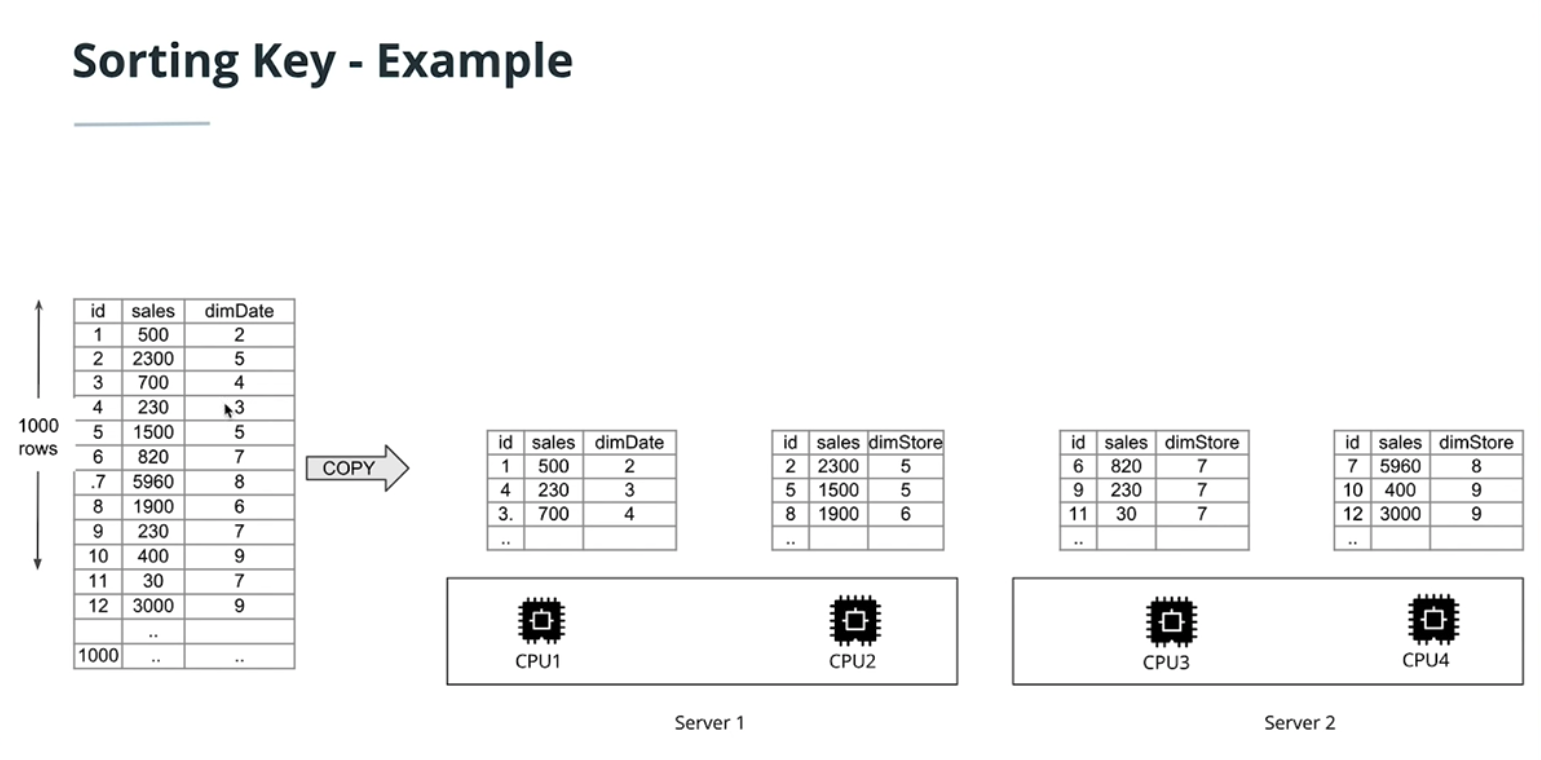 Sorting Key - Example
1000
rows
id sales dimDate
1 500 2
2 2300 5
3 700 4
4 230 3
5 1500 5
6 820 7
.7 5960 8
8 1900 6
9 230 7
10 400 9
11 30 7
12 3000 9
..
1000 .. ..
COPY
id sales dimDate
1 500 2
4 230 3
3. 700 4
..
id sales dimStore
2 2300 5
5 1500 5
8 1900 6
..
id sales dimStore
6 820 7
9 230 7
11 30 7
..
id sales dimStore
7 5960 8
10 400 9
12 3000 9
..
CPU1
CPU2
CPU3
CPU4
Server 1
Server 2